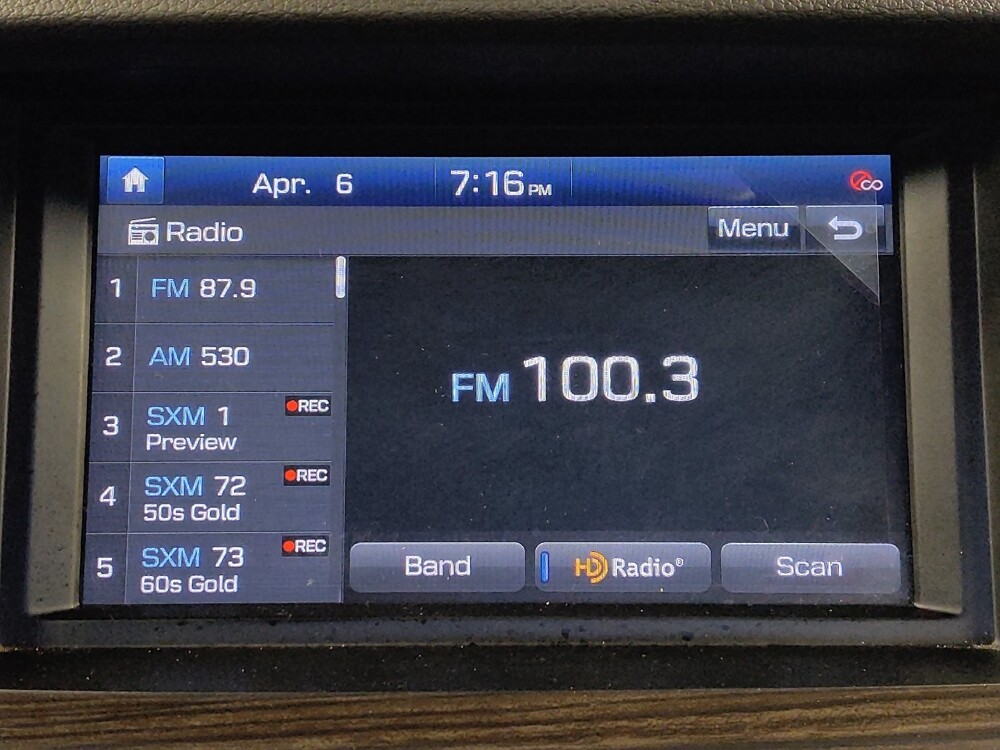 Apr. 6 7:16 PM
Radio Menu
1 FM 87.9
2 AM 530
3 SXM 1 REC
Preview
4 SXM 72 REC
50s Gold
5 SXM 73 REC
60s Gold
FM 100.3
Band HD Radio® Scan